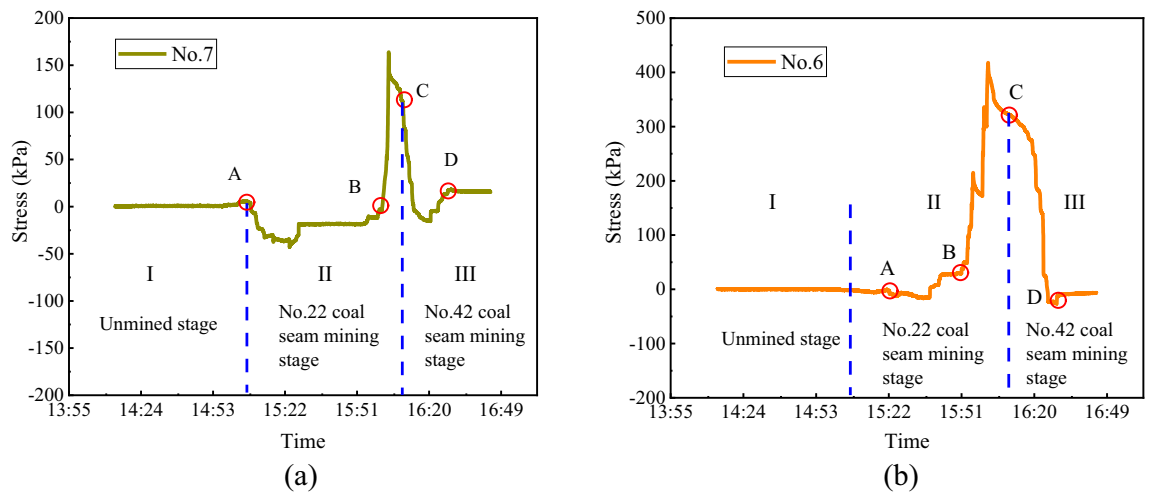 200
150
100
50
0
-50
-100
-150
-200
Stress (kPa)
No.7
A
B
C
D
I
II
III
Unmined stage
No.22 coal
seam mining
stage
No.42 coal
seam mining
stage
13:55 14:24 14:53 15:22 15:51 16:20 16:49
Time
(a)
500
400
300
200
100
0
-100
-200
Stress (kPa)
No.6
C
I
II
III
B
A
D
Unmined stage
No.22 coal
seam mining
stage
No.42 coal
seam mining
stage
13:55 14:24 14:53 15:22 15:51 16:20 16:49
Time
(b)